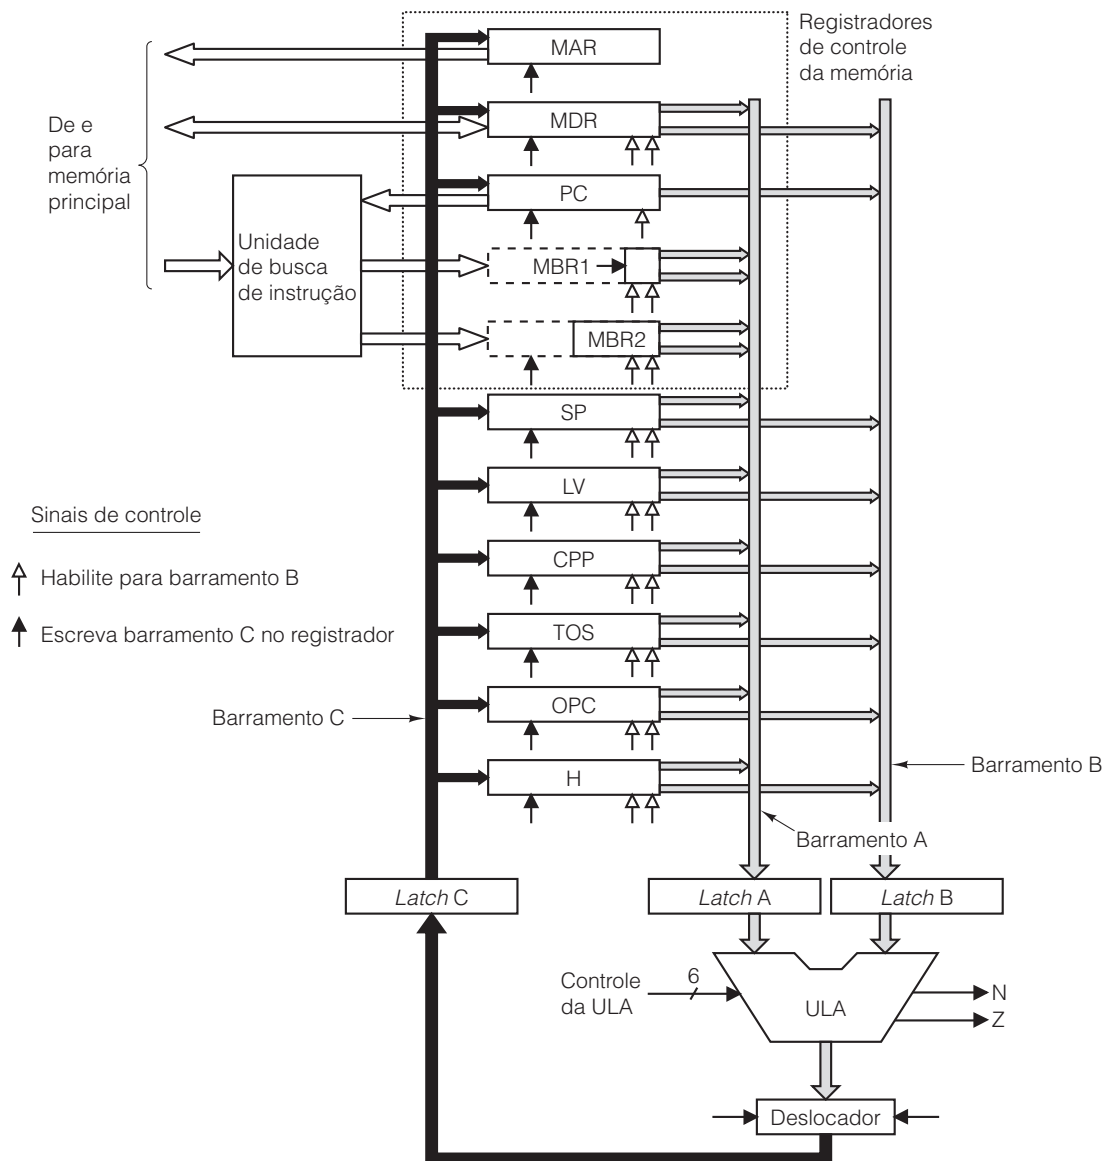 Registradores
de controle
da memória
MAR
MDR
De e
para
memória
principal
PC
Unidade
de busca
de instrução
MBR1
MBR2
SP
LV
Sinais de controle
CPP
Habilite para barramento B
TOS
Escreva barramento C no registrador
OPC
Barramento C
H
Barramento B
Barramento A
Latch C
Latch A
Latch B
Controle
da ULA
6
ULA
N
Z
Deslocador